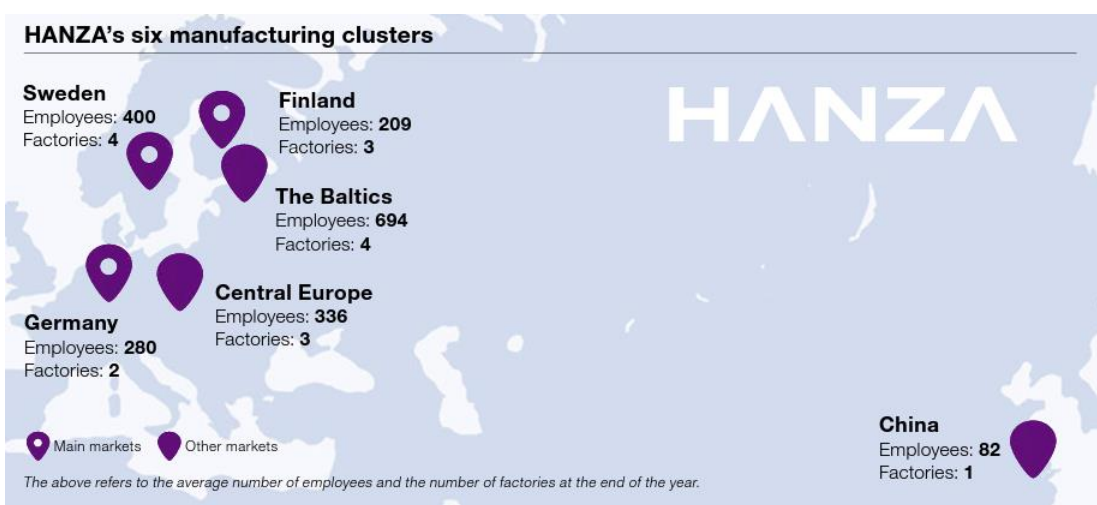 HANZA's six manufacturing clusters
HANZA
Sweden
Employees: 400
Factories: 4
Finland
Employees: 209
Factories: 3
The Baltics
Employees: 694
Factories: 4
Central Europe
Employees: 336
Factories: 3
Germany
Employees: 280
Factories: 2
China
Employees: 82
Factories: 1
Main markets
Other markets
The above refers to the average number of employees and the number of factories at the end of the year.